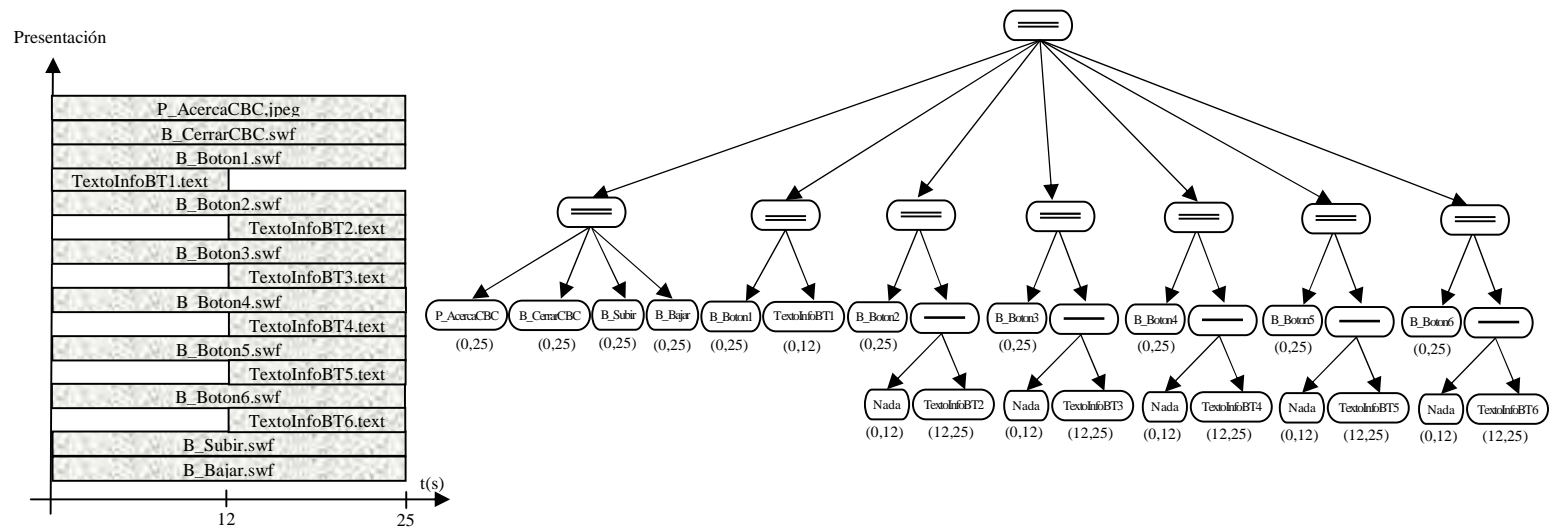 Presentación
P_AcercaCBC,jpeg
B_CerrarCBC.swf
B_Boton1.swf
TextoInfoBT1.text
B_Boton2.swf
TextoInfoBT2.text
B_Boton3.swf
TextoInfoBT3.text
B_Boton4.swf
TextoInfoBT4.text
B_Boton5.swf
TextoInfoBT5.text
B_Boton6.swf
TextoInfoBT6.text
B_Subir.swf
B_Bajar.swf
t(s)
12 25
P_AcercaCBC B_CerrarCBC B_Subir B_Bajar B_Boton1 TextoInfoBT1 B_Boton2 B_Boton3 B_Boton4 B_Boton5 B_Boton6
(0,25) (0,25) (0,25) (0,25) (0,25) (0,12) (0,25) (0,25) (0,25) (0,25) (0,25)
Nada TextoInfoBT2 Nada TextoInfoBT3 Nada TextoInfoBT4 Nada TextoInfoBT5 Nada TextoInfoBT6
(0,12) (12,25) (0,12) (12,25) (0,12) (12,25) (0,12) (12,25) (0,12) (12,25)